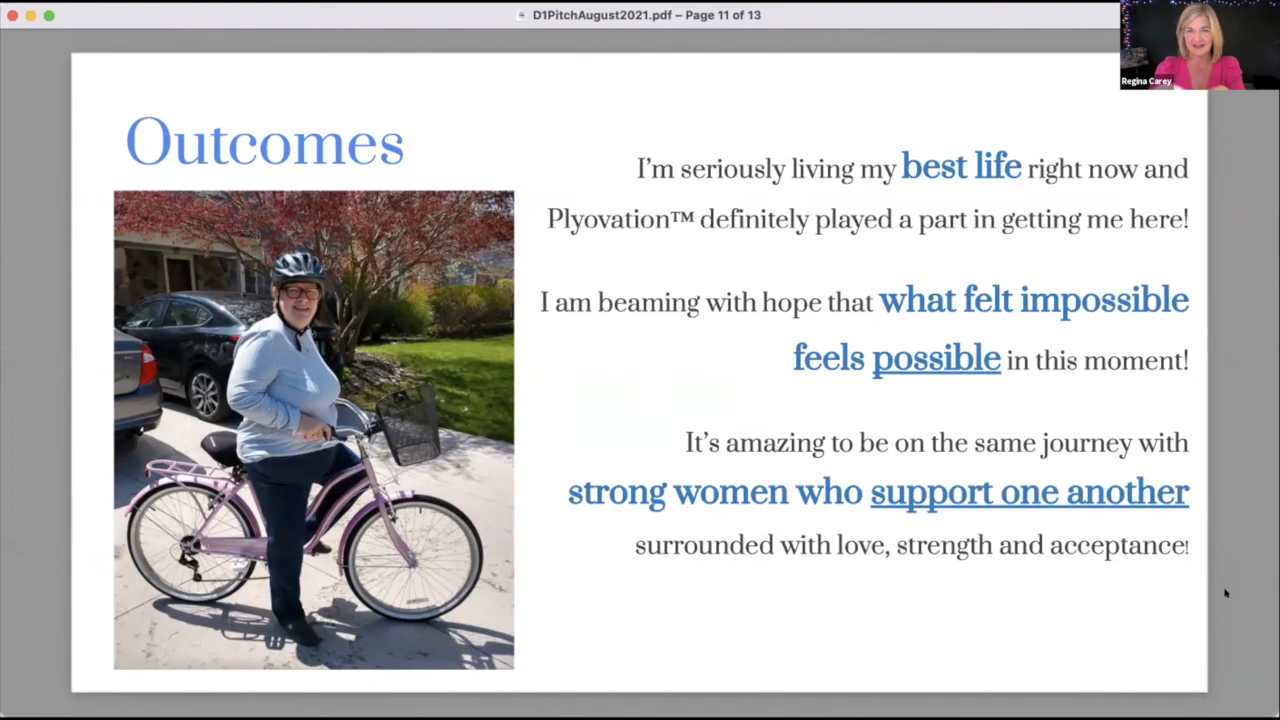 D1PitchAugust2021.pdf – Page 11 of 13
Regina Carey
Outcomes
I’m seriously living my best life right now and
Plyovation™ definitely played a part in getting me here!
I am beaming with hope that what felt impossible
feels possible in this moment!
It’s amazing to be on the same journey with
strong women who support one another
surrounded with love, strength and acceptance!